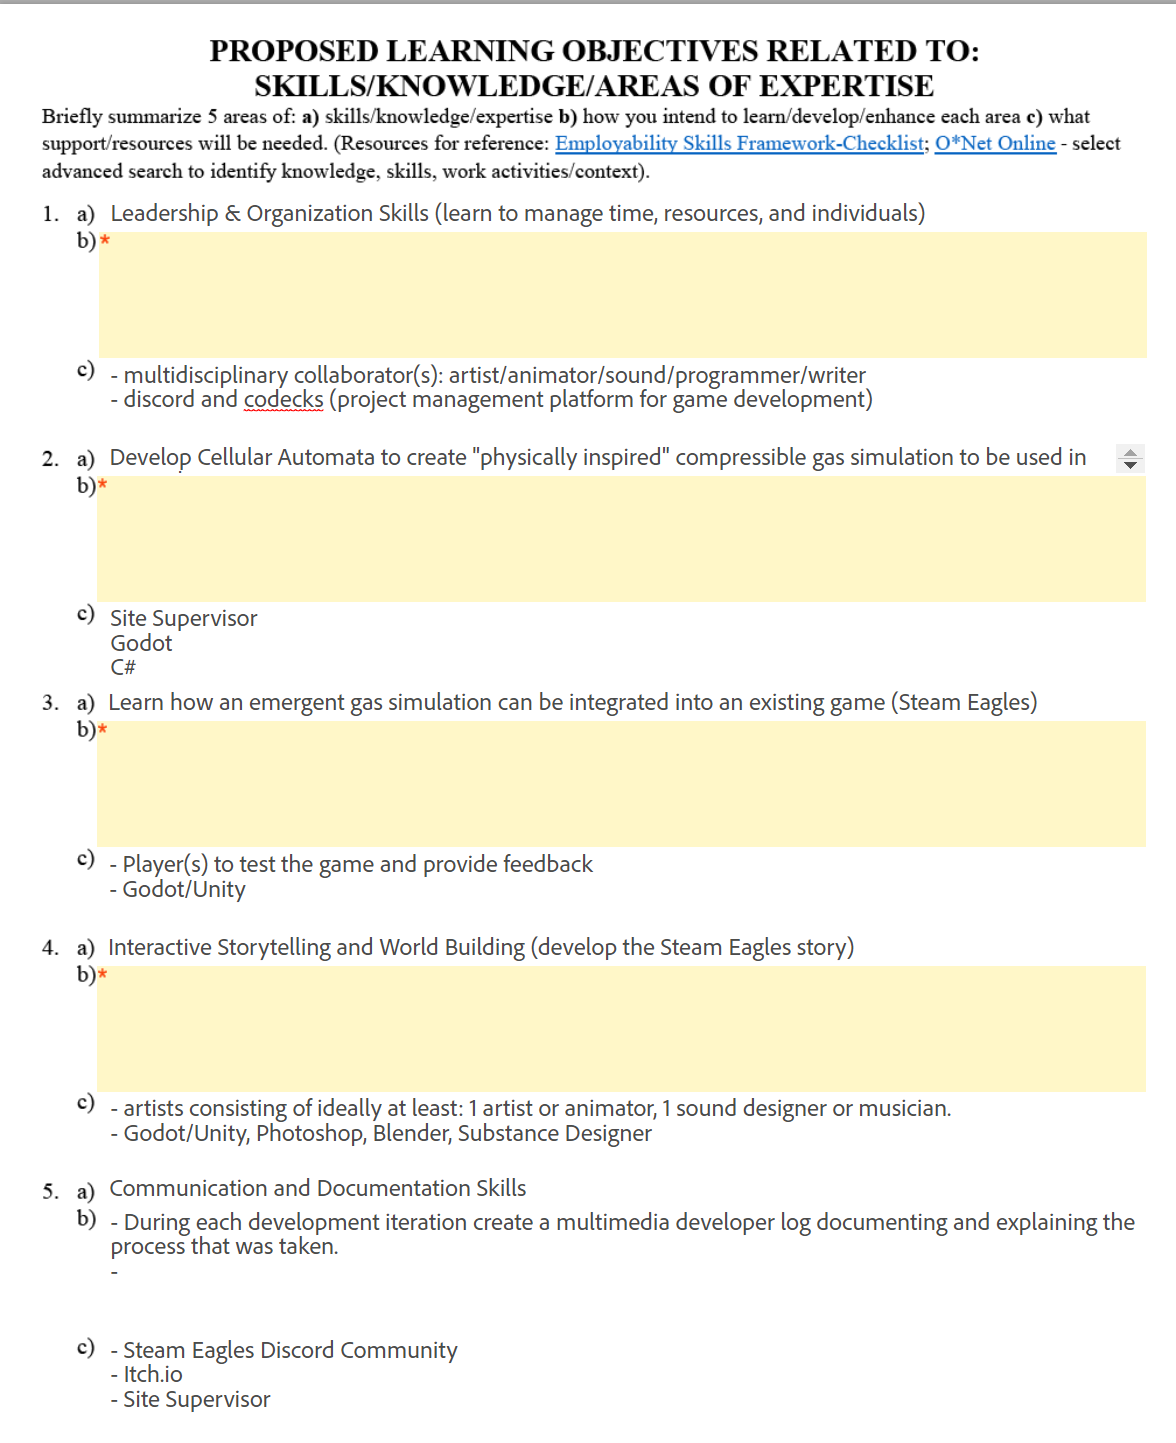 PROPOSED LEARNING OBJECTIVES RELATED TO:
SKILLS/KNOWLEDGE/AREAS OF EXPERTISE
Briefly summarize 5 areas of: a) skills/knowledge/expertise b) how you intend to learn/develop/enhance each area c) what
support/resources will be needed. (Resources for reference: Employability Skills Framework-Checklist; O*Net Online - select
advanced search to identify knowledge, skills, work activities/context).
1. a) Leadership & Organization Skills (learn to manage time, resources, and individuals)
b)*
c) - multidisciplinary collaborator(s): artist/animator/sound/programmer/writer
- discord and codecks (project management platform for game development)
2. a) Develop Cellular Automata to create "physically inspired" compressible gas simulation to be used in
b)*
c) Site Supervisor
Godot
C#
3. a) Learn how an emergent gas simulation can be integrated into an existing game (Steam Eagles)
b)*
c) - Player(s) to test the game and provide feedback
- Godot/Unity
4. a) Interactive Storytelling and World Building (develop the Steam Eagles story)
b)*
c) - artists consisting of ideally at least: 1 artist or animator, 1 sound designer or musician.
- Godot/Unity, Photoshop, Blender, Substance Designer
5. a) Communication and Documentation Skills
b) - During each development iteration create a multimedia developer log documenting and explaining the
process that was taken.
-
c) - Steam Eagles Discord Community
- Itch.io
- Site Supervisor